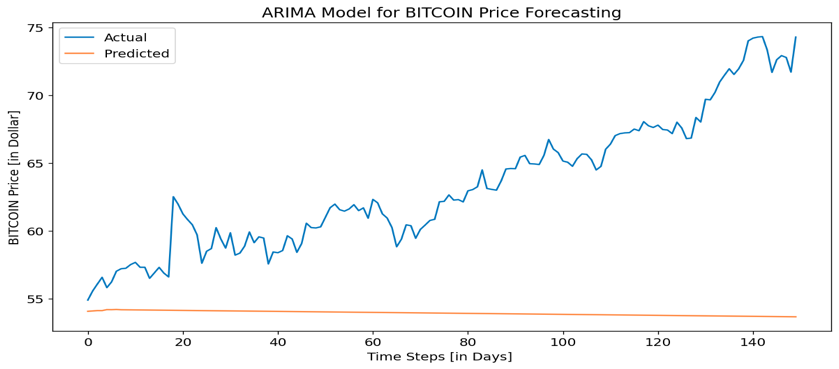 ARIMA Model for BITCOIN Price Forecasting
Actual
Predicted
BITCOIN Price [in Dollar]
75
70
65
60
55
0 20 40 60 80 100 120 140
Time Steps [in Days]